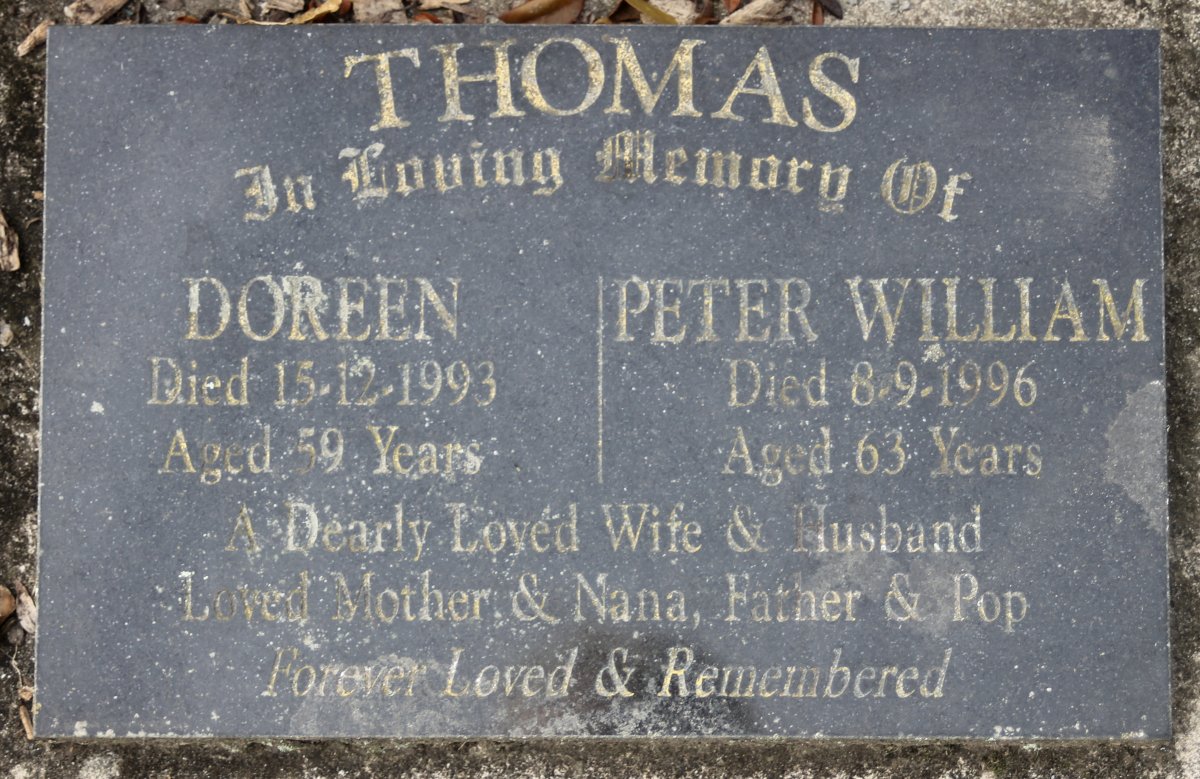 THOMAS
In Loving Memory Of
DOREEN
Died 15-12-1993
Aged 59 Years
PETER WILLIAM
Died 8-9-1996
Aged 63 Years
A Dearly Loved Wife & Husband
Loved Mother & Nana, Father & Pop
Forever Loved & Remembered